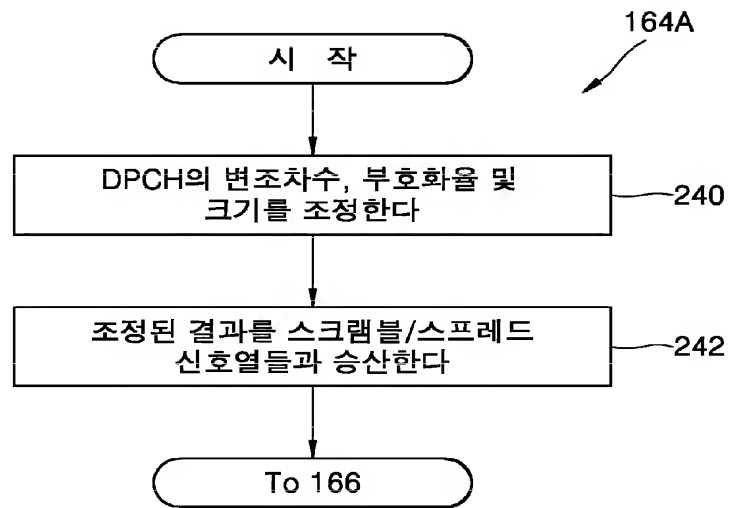 164A
시 작
DPCH의 변조차수, 부호화율 및
크기를 조정한다
240
조정된 결과를 스크램블/스프레드
신호열들과 승산한다
242
To 166